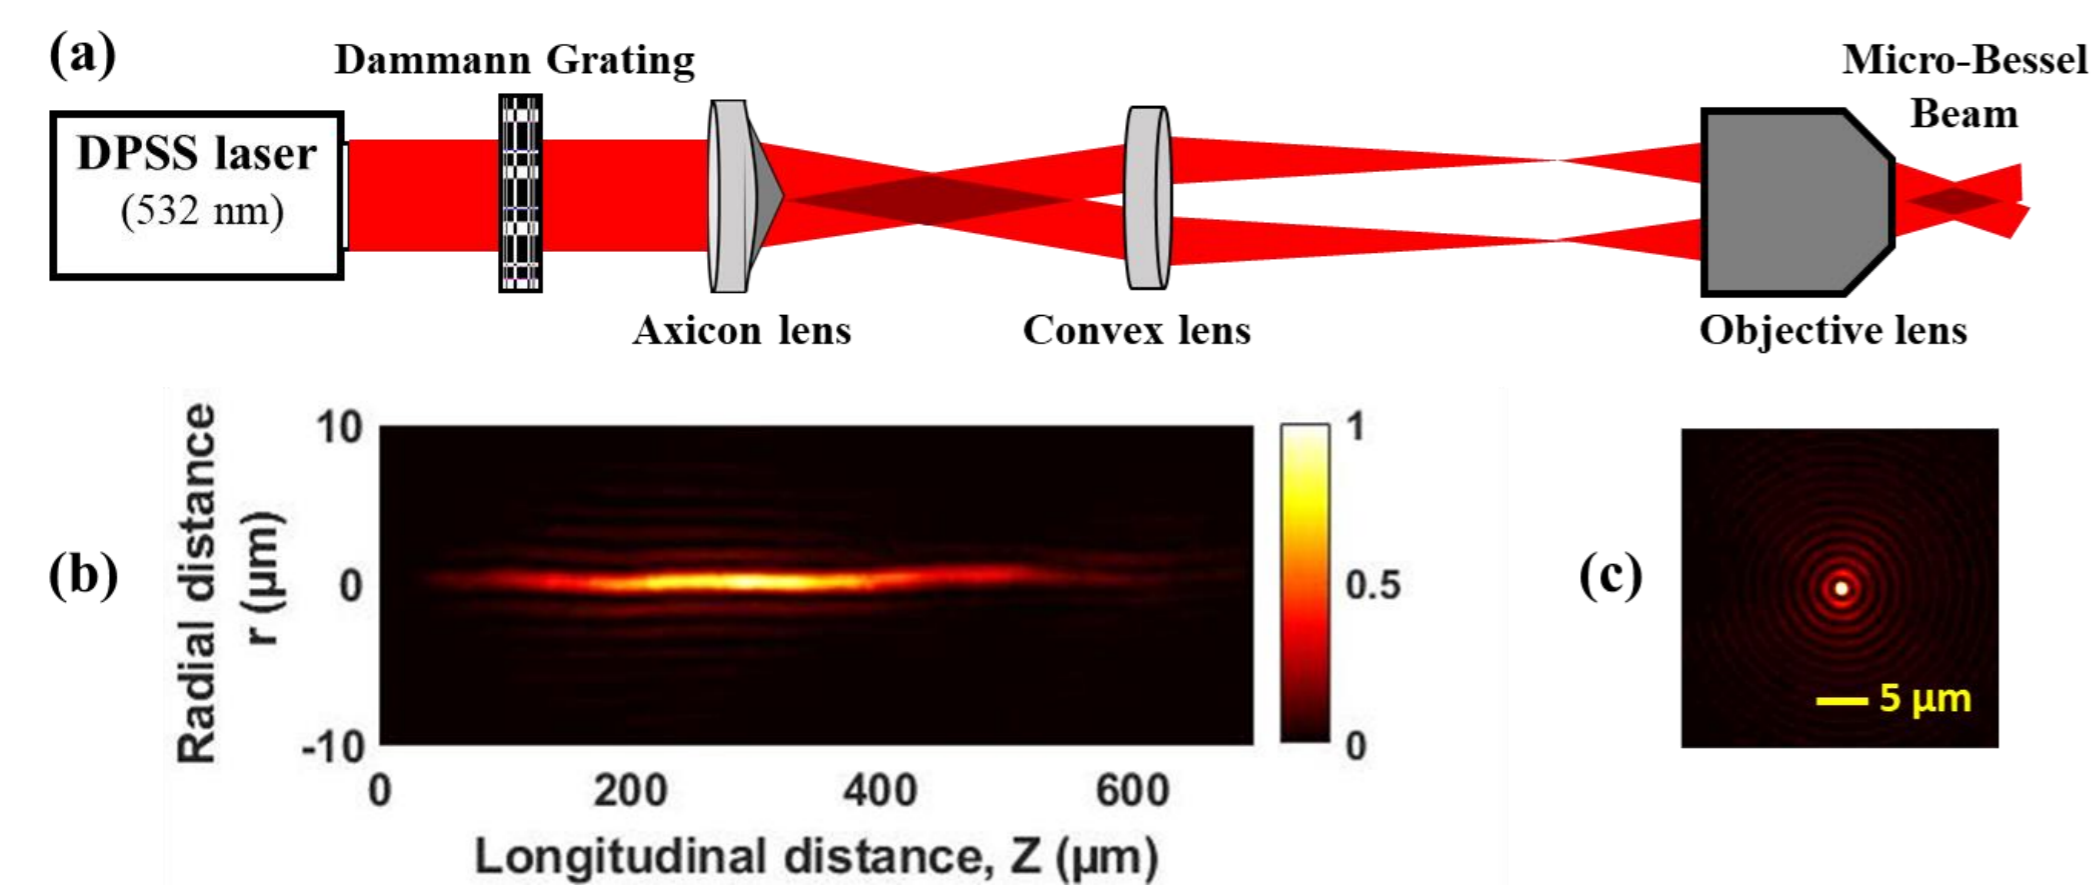 (a)
Dammann Grating
Micro-Bessel
Beam
DPSS laser
(532 nm)
Axicon lens
Convex lens
Objective lens
(b)
Radial distance
r (μm)
10
0
-10
0
200
400
600
Longitudinal distance, Z (μm)
1
0.5
0
(c)
5 μm